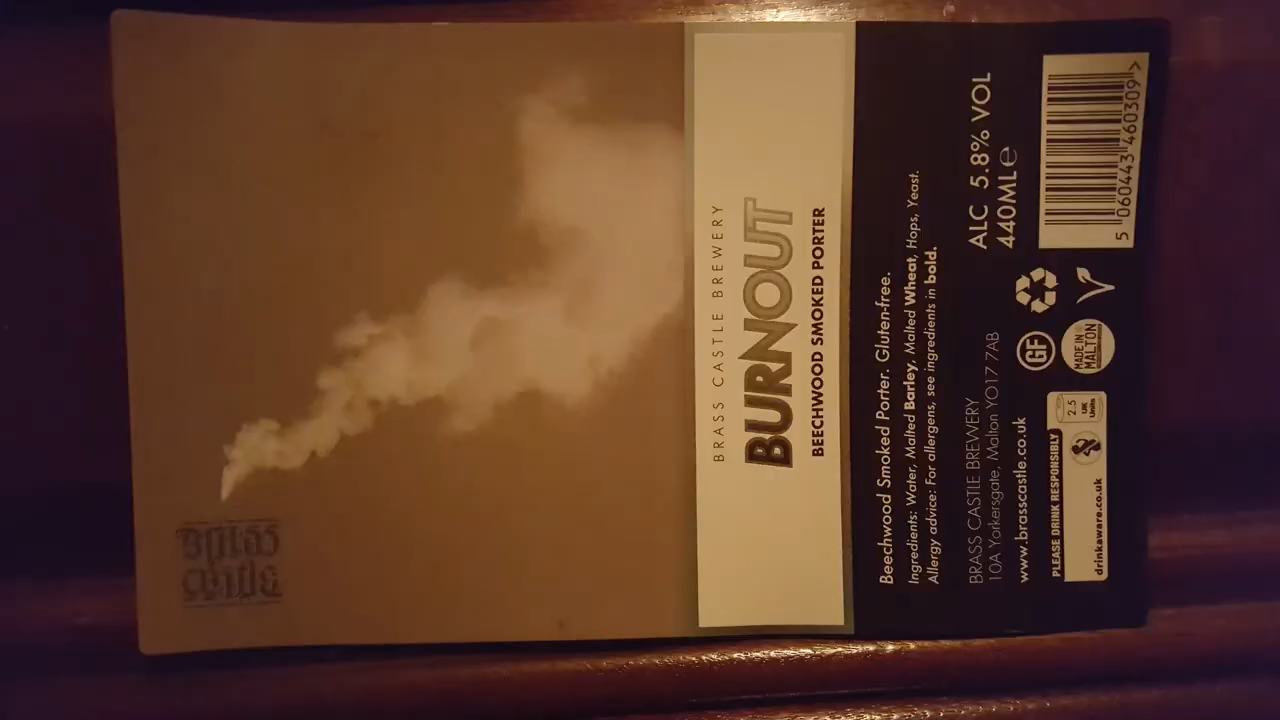 BRASS CASTLE
BRASS CASTLE BREWERY
BURNOUT
BEECHWOOD SMOKED PORTER
Beechwood Smoked Porter. Gluten-free.
Ingredients: Water, Malted Barley, Malted Wheat, Hops, Yeast.
Allergy advice: For allergens, see ingredients in bold.
BRASS CASTLE BREWERY
10A Yorkersgate, Malton YO17 7AB
www.brasscastle.co.uk
PLEASE DRINK RESPONSIBLY
drinkaware.co.uk
2.5
UK
Units
GF
MADE IN
MALTON
ALC 5.8% VOL
440MLe
5 060443 460309 >